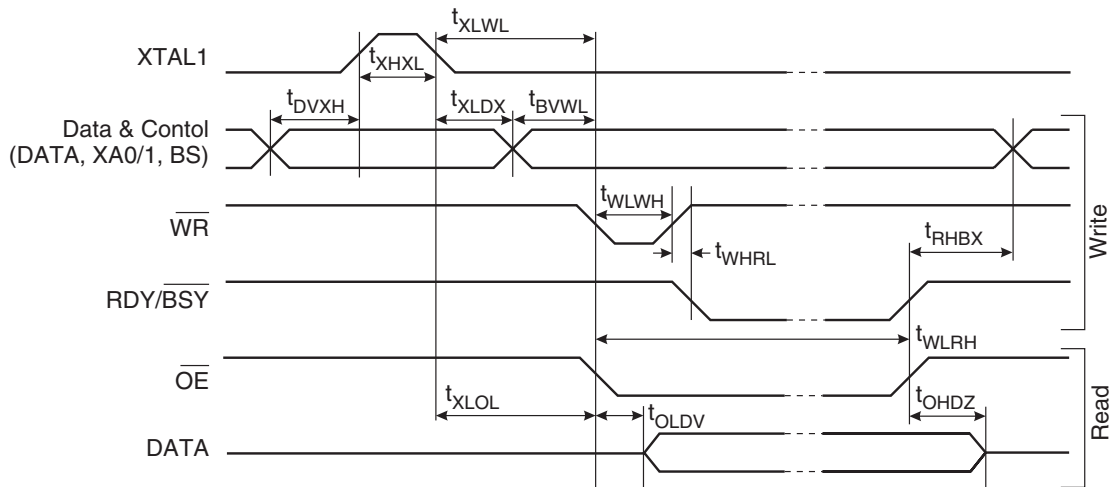 tXLWL
XTAL1
tXHXL
tDVXH
tXLDX
tBVWL
Data & Contol
(DATA, XA0/1, BS)
tWLWH
WR
tRHBX
tWHRL
Write
RDY/BSY
tWLRH
OE
tXLOL
tOLDV
tOHDZ
Read
DATA